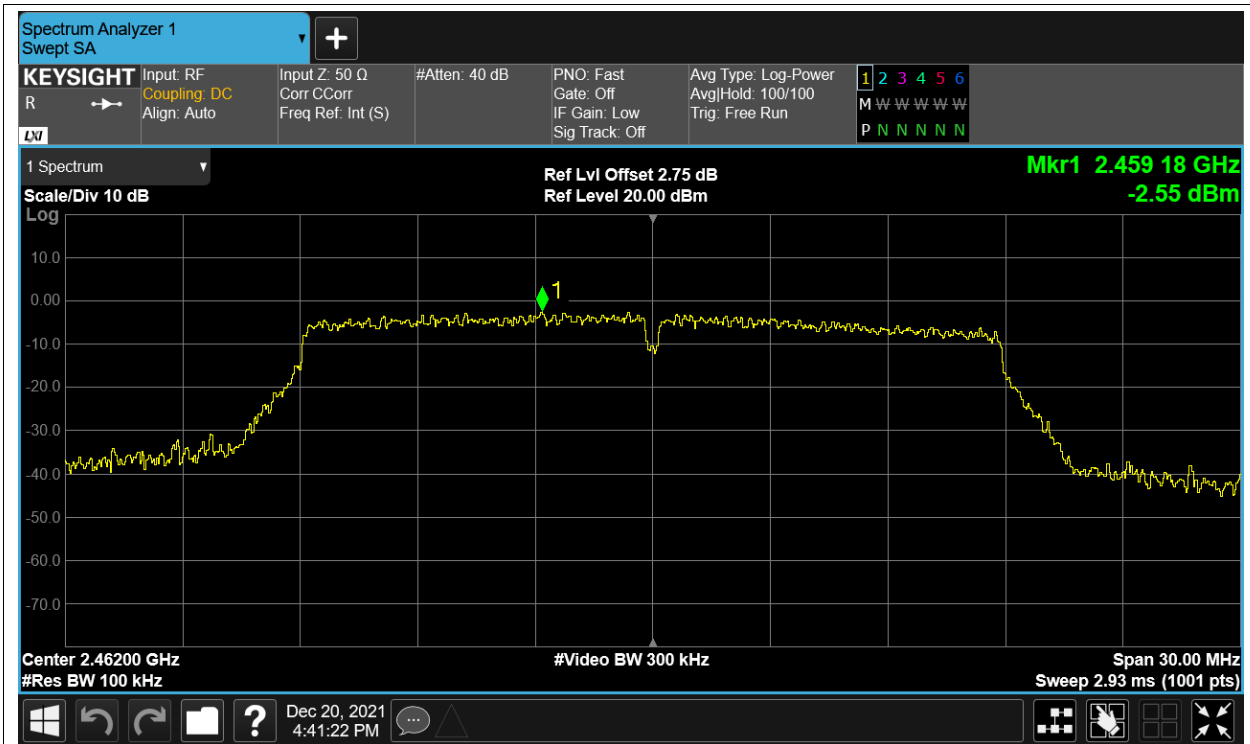 Spectrum Analyzer 1
Swept SA
KEYSIGHT
R
LXI
Input: RF
Coupling: DC
Align: Auto
Input Z: 50 Ω
Corr CCorr
Freq Ref: Int (S)
#Atten: 40 dB
PNO: Fast
Gate: Off
IF Gain: Low
Sig Track: Off
Avg Type: Log-Power
Avg|Hold: 100/100
Trig: Free Run
1 2 3 4 5 6
M W W W W W W
P N N N N N N
1 Spectrum
Scale/Div 10 dB
Log
Ref Lvl Offset 2.75 dB
Ref Level 20.00 dBm
Mkr1 2.459 18 GHz
-2.55 dBm
10.0
0.00
1
-10.0
-20.0
-30.0
-40.0
-50.0
-60.0
-70.0
Center 2.46200 GHz
#Res BW 100 kHz
#Video BW 300 kHz
Span 30.00 MHz
Sweep 2.93 ms (1001 pts)
?
Dec 20, 2021
4:41:22 PM